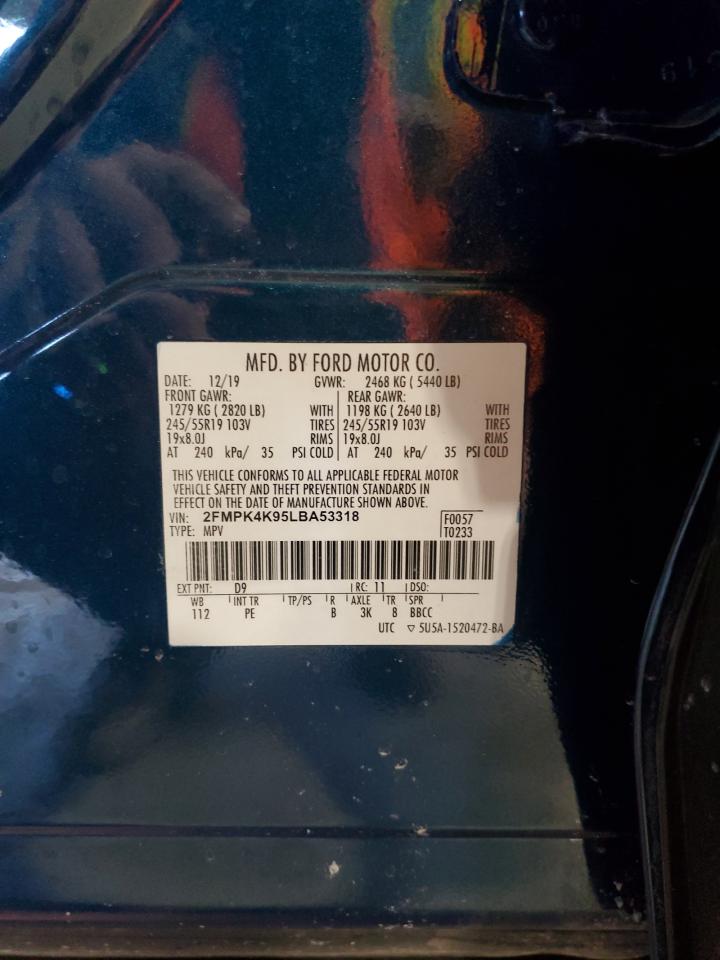 MFD. BY FORD MOTOR CO.
DATE: 12/19 GVWR: 2468 KG ( 5440 LB)
FRONT GAWR: REAR GAWR:
1279 KG ( 2820 LB) WITH 1198 KG ( 2640 LB) WITH
245/55R19 103V TIRES 245/55R19 103V TIRES
19x8.0J RIMS 19x8.0J RIMS
AT 240 kPa/ 35 PSI COLD AT 240 kPa/ 35 PSI COLD
THIS VEHICLE CONFORMS TO ALL APPLICABLE FEDERAL MOTOR
VEHICLE SAFETY AND THEFT PREVENTION STANDARDS IN
EFFECT ON THE DATE OF MANUFACTURE SHOWN ABOVE.
VIN: 2FMPK4K95LBA53318 F0057
TYPE: MPV T0233
EXT PNT: D9 RC: 11 DSO:
WB INT TR TP/PS R AXLE TR SPR
112 PE B 3K 8 BBCC
UTC ▽ 5U5A-1520472-BA